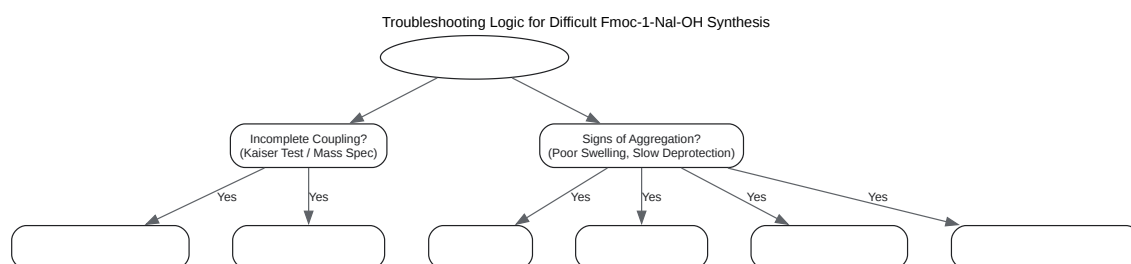 Troubleshooting Logic for Difficult Fmoc-1-Nal-OH Synthesis
Incomplete Coupling?
(Kaiser Test / Mass Spec)
Signs of Aggregation?
(Poor Swelling, Slow Deprotection)
Yes
Yes
Yes
Yes
Yes
Yes